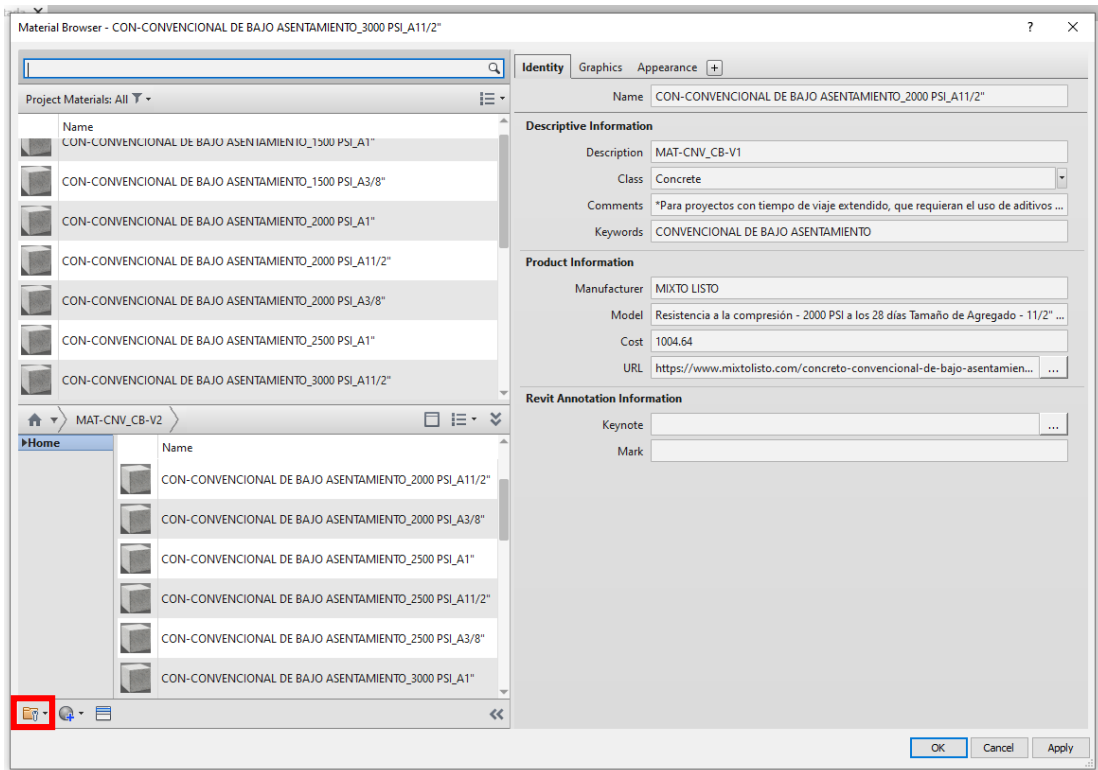 Material Browser - CON-CONVENCIONAL DE BAJO ASENTAMIENTO_3000 PSI_A11/2"
?
Project Materials: All
Name
CON-CONVENCIONAL DE BAJO ASENTAMIENTO_1500 PSI_A1"
CON-CONVENCIONAL DE BAJO ASENTAMIENTO_1500 PSI_A3/8"
CON-CONVENCIONAL DE BAJO ASENTAMIENTO_2000 PSI_A1"
CON-CONVENCIONAL DE BAJO ASENTAMIENTO_2000 PSI_A11/2"
CON-CONVENCIONAL DE BAJO ASENTAMIENTO_2000 PSI_A3/8"
CON-CONVENCIONAL DE BAJO ASENTAMIENTO_2500 PSI_A1"
CON-CONVENCIONAL DE BAJO ASENTAMIENTO_3000 PSI_A11/2"
MAT-CNV_CB-V2
Home
Name
CON-CONVENCIONAL DE BAJO ASENTAMIENTO_2000 PSI_A11/2"
CON-CONVENCIONAL DE BAJO ASENTAMIENTO_2000 PSI_A3/8"
CON-CONVENCIONAL DE BAJO ASENTAMIENTO_2500 PSI_A1"
CON-CONVENCIONAL DE BAJO ASENTAMIENTO_2500 PSI_A11/2"
CON-CONVENCIONAL DE BAJO ASENTAMIENTO_2500 PSI_A3/8"
CON-CONVENCIONAL DE BAJO ASENTAMIENTO_3000 PSI_A1"
Identity Graphics Appearance +
Name CON-CONVENCIONAL DE BAJO ASENTAMIENTO_2000 PSI_A11/2"
Descriptive Information
Description MAT-CNV_CB-V1
Class Concrete
Comments *Para proyectos con tiempo de viaje extendido, que requieran el uso de aditivos ...
Keywords CONVENCIONAL DE BAJO ASENTAMIENTO
Product Information
Manufacturer MIXTO LISTO
Model Resistencia a la compresión - 2000 PSI a los 28 días Tamaño de Agregado - 11/2" ...
Cost 1004.64
URL https://www.mixtolisto.com/concreto-convencional-de-bajo-asentamien... ...
Revit Annotation Information
Keynote ...
Mark
OK Cancel Apply